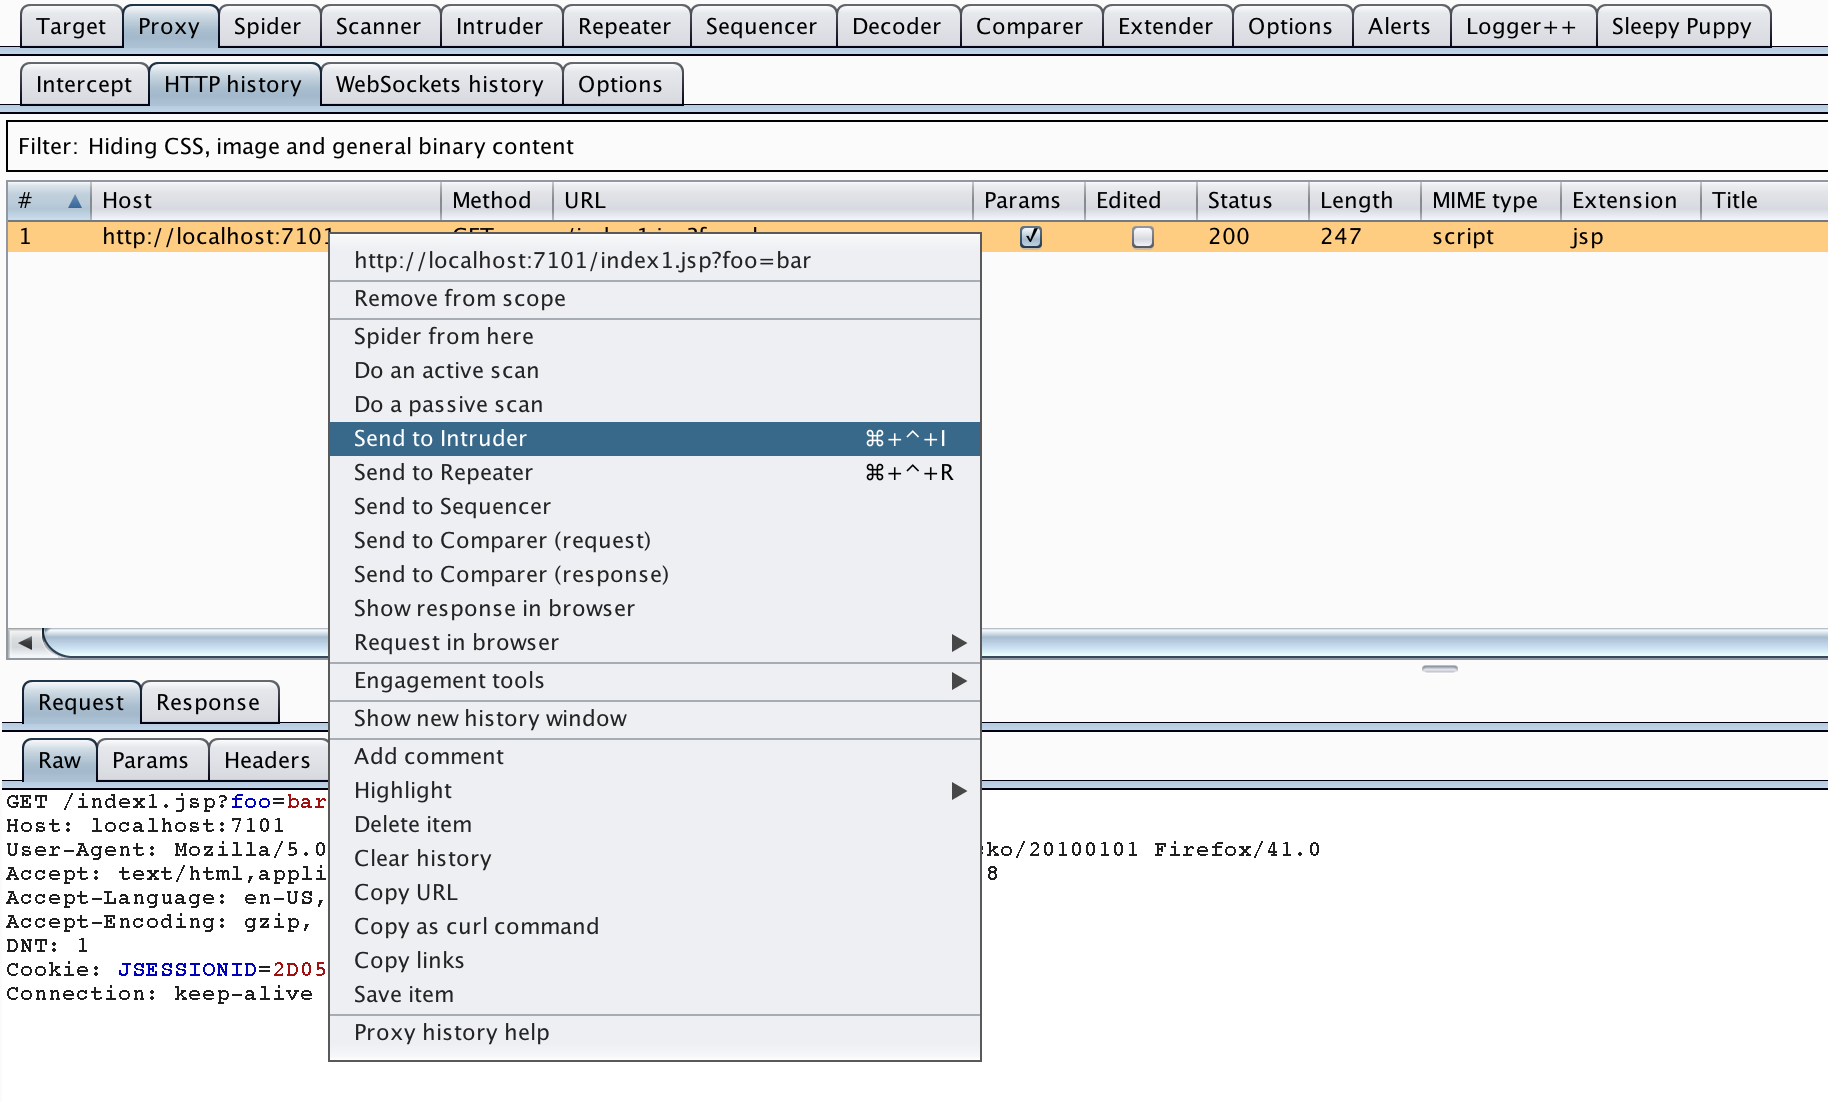 Target Proxy Spider Scanner Intruder Repeater Sequencer Decoder Comparer Extender Options Alerts Logger++ Sleepy Puppy
Intercept HTTP history WebSockets history Options
Filter: Hiding CSS, image and general binary content
# Host Method URL Params Edited Status Length MIME type Extension Title
1 http://localhost:7101 200 247 script jsp
http://localhost:7101/index1.jsp?foo=bar
Remove from scope
Spider from here
Do an active scan
Do a passive scan
Send to Intruder ⌘+^+I
Send to Repeater ⌘+^+R
Send to Sequencer
Send to Comparer (request)
Send to Comparer (response)
Show response in browser
Request in browser
Engagement tools
Show new history window
Add comment
Highlight
Delete item
Clear history
Copy URL
Copy as curl command
Copy links
Save item
Proxy history help
Request Response
Raw Params Headers
GET /index1.jsp?foo=bar
Host: localhost:7101
User-Agent: Mozilla/5.0 ko/20100101 Firefox/41.0
Accept: text/html,appli 8
Accept-Language: en-US,
Accept-Encoding: gzip,
DNT: 1
Cookie: JSESSIONID=2D05
Connection: keep-alive